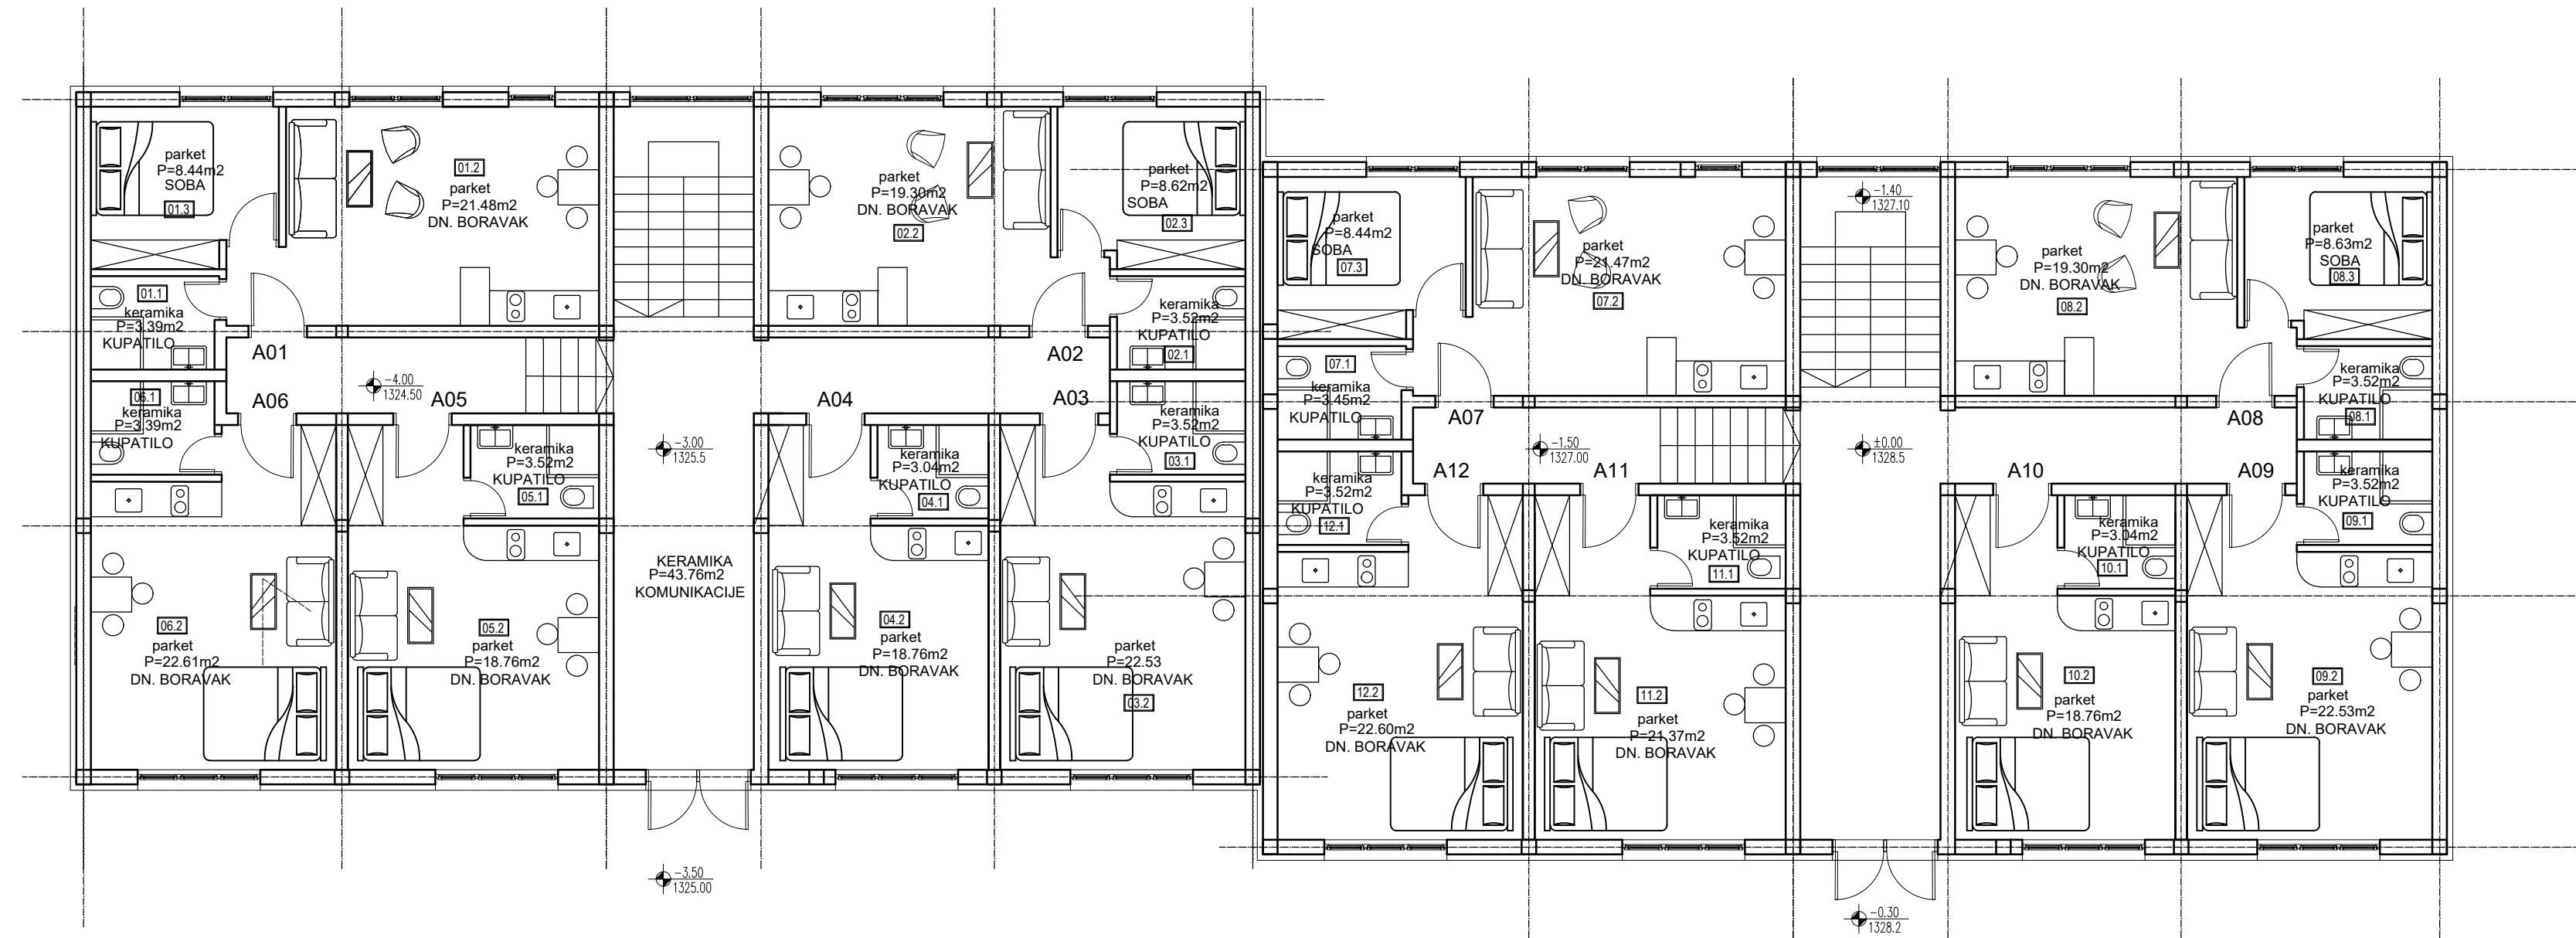 parket
P=8.44m2
SOBA
01.3
01.2
parket
P=21.48m2
DN. BORAVAK
01.1
keramika
P=3.39m2
KUPATILO
A01
parket
P=19.30m2
DN. BORAVAK
02.2
parket
P=8.62m2
SOBA
02.3
keramika
P=3.52m2
KUPATILO
02.1
A02
-4.00
1324.50
06.1
keramika
P=3.39m2
KUPATILO
A06
A05
A04
A03
keramika
P=3.52m2
KUPATILO
03.1
keramika
P=3.52m2
KUPATILO
05.1
-3.00
1325.5
keramika
P=3.04m2
KUPATILO
04.1
KERAMIKA
P=43.76m2
KOMUNIKACIJE
06.2
parket
P=22.61m2
DN. BORAVAK
05.2
parket
P=18.76m2
DN. BORAVAK
04.2
parket
P=18.76m2
DN. BORAVAK
parket
P=22.53
DN. BORAVAK
03.2
-3.50
1325.00
parket
P=8.44m2
SOBA
07.3
parket
P=21.47m2
DN. BORAVAK
07.2
-1.40
1327.10
parket
P=19.30m2
DN. BORAVAK
08.2
parket
P=8.63m2
SOBA
08.3
07.1
keramika
P=3.45m2
KUPATILO
A07
keramika
P=3.52m2
KUPATILO
08.1
A08
-1.50
1327.00
±0.00
1328.5
A12
A11
A10
A09
keramika
P=3.52m2
KUPATILO
12.1
keramika
P=3.52m2
KUPATILO
11.1
keramika
P=3.04m2
KUPATILO
10.1
keramika
P=3.52m2
KUPATILO
09.1
12.2
parket
P=22.60m2
DN. BORAVAK
11.2
parket
P=21.37m2
DN. BORAVAK
10.2
parket
P=18.76m2
DN. BORAVAK
09.2
parket
P=22.53m2
DN. BORAVAK
-0.30
1328.2